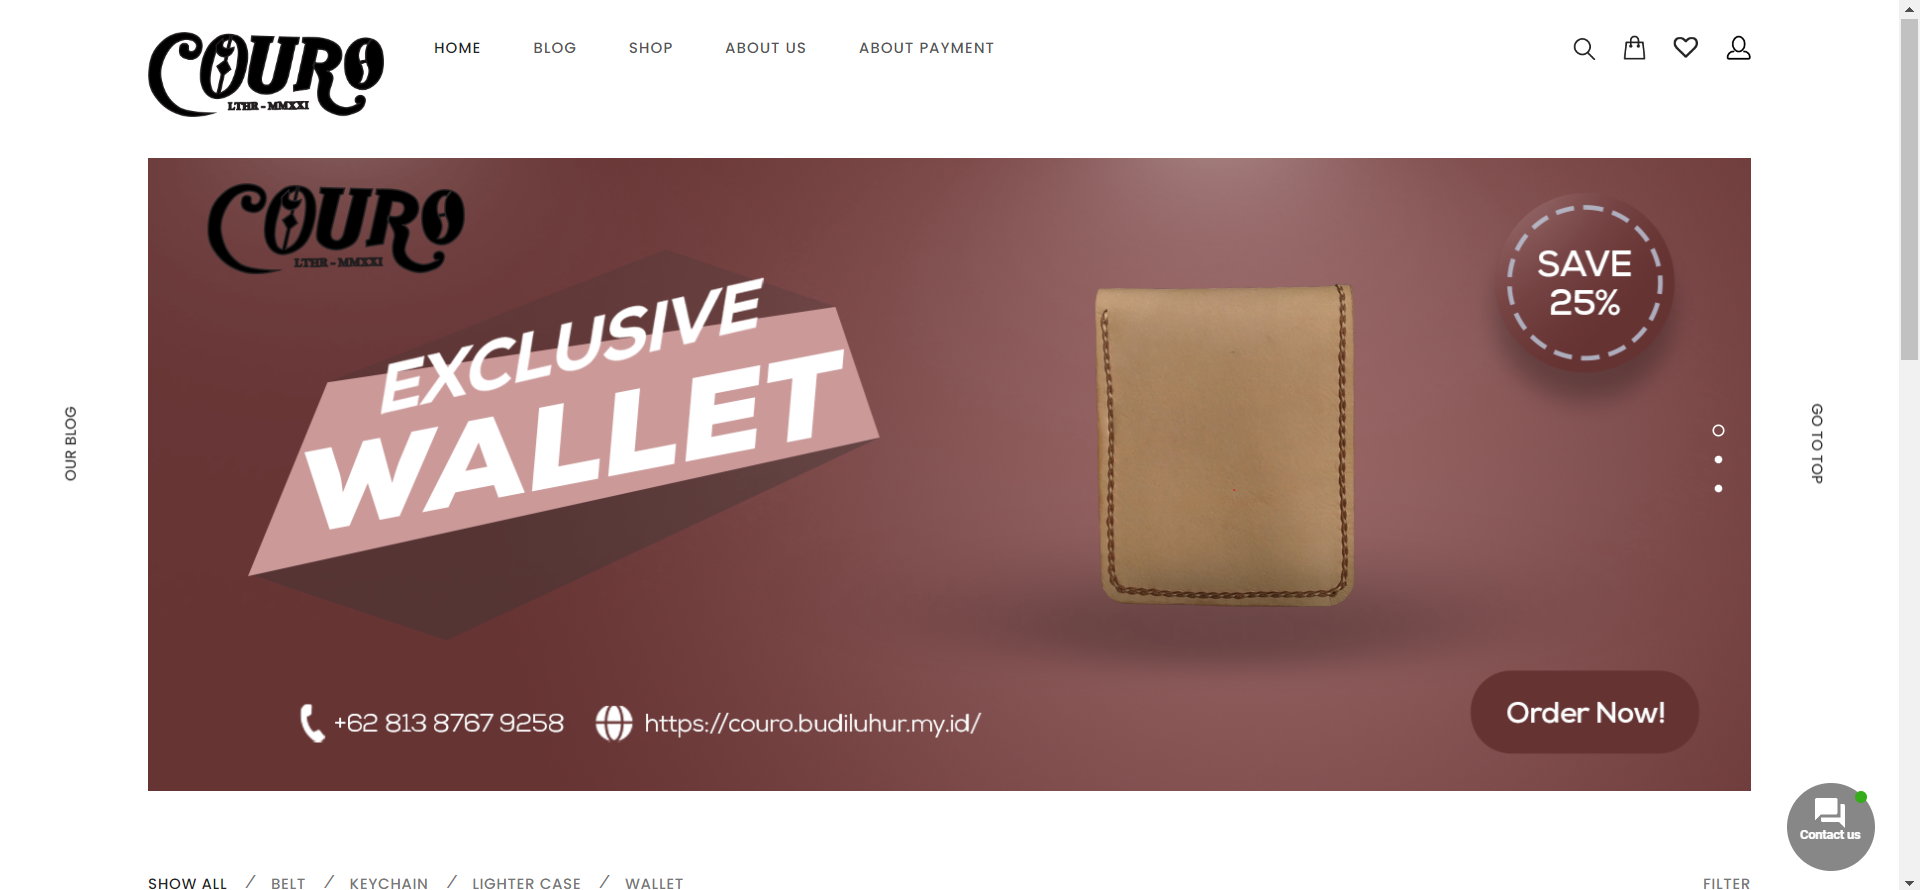 COURO
LTHR - MMXXI
HOME
BLOG
SHOP
ABOUT US
ABOUT PAYMENT
COURO
LTHR - MMXXI
SAVE
25%
EXCLUSIVE
WALLET
OUR BLOG
GO TO TOP
+62 813 8767 9258
https://couro.budiluhur.my.id/
Order Now!
Contact us
SHOW ALL / BELT / KEYCHAIN / LIGHTER CASE / WALLET
FILTER